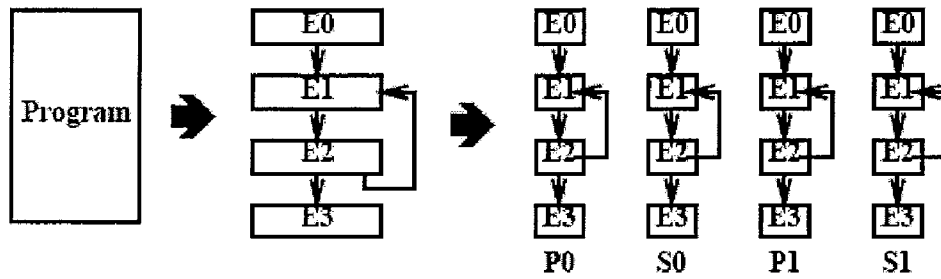 E0 E0 E0 E0 E0
Program E1 E1 E1 E1 E1
E2 E2 E2 E2 E2
E3 E3 E3 E3 E3
P0 S0 P1 S1